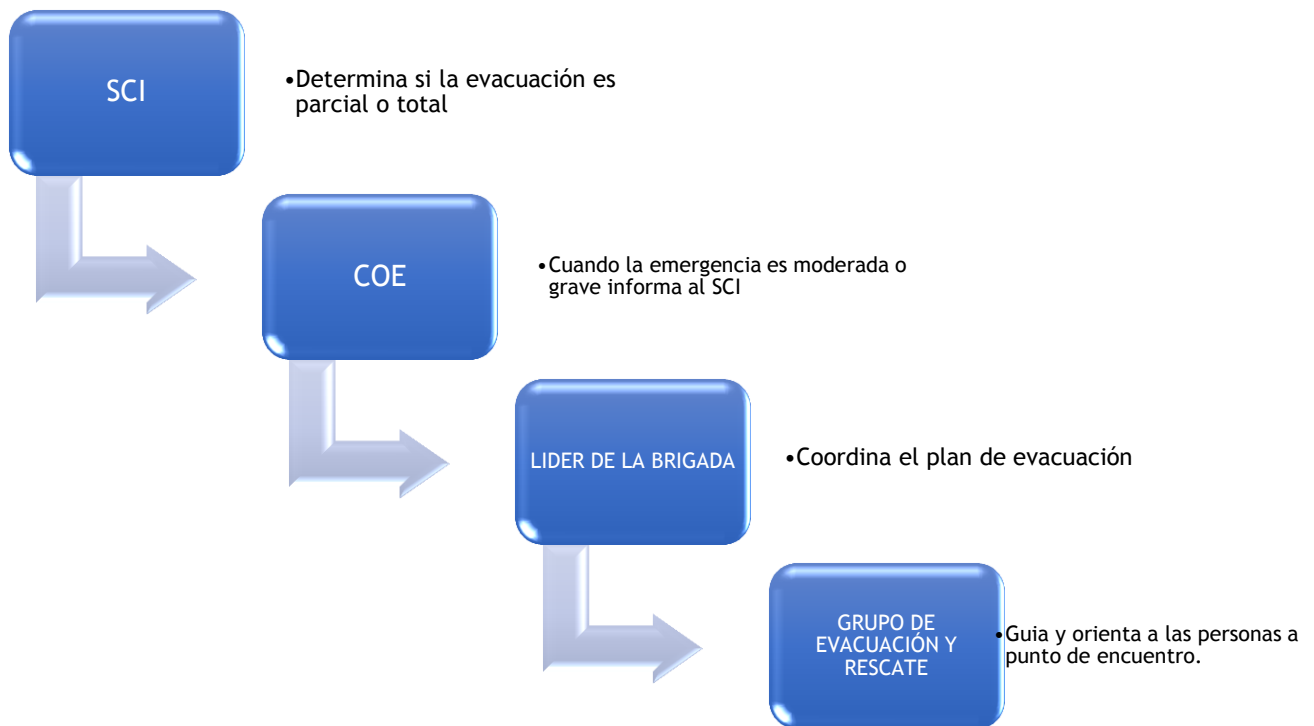 SCI
•Determina si la evacuación es
parcial o total
COE
•Cuando la emergencia es moderada o
grave informa al SCI
LIDER DE LA BRIGADA
•Coordina el plan de evacuación
GRUPO DE
EVACUACIÓN Y
RESCATE
•Guia y orienta a las personas a
punto de encuentro.